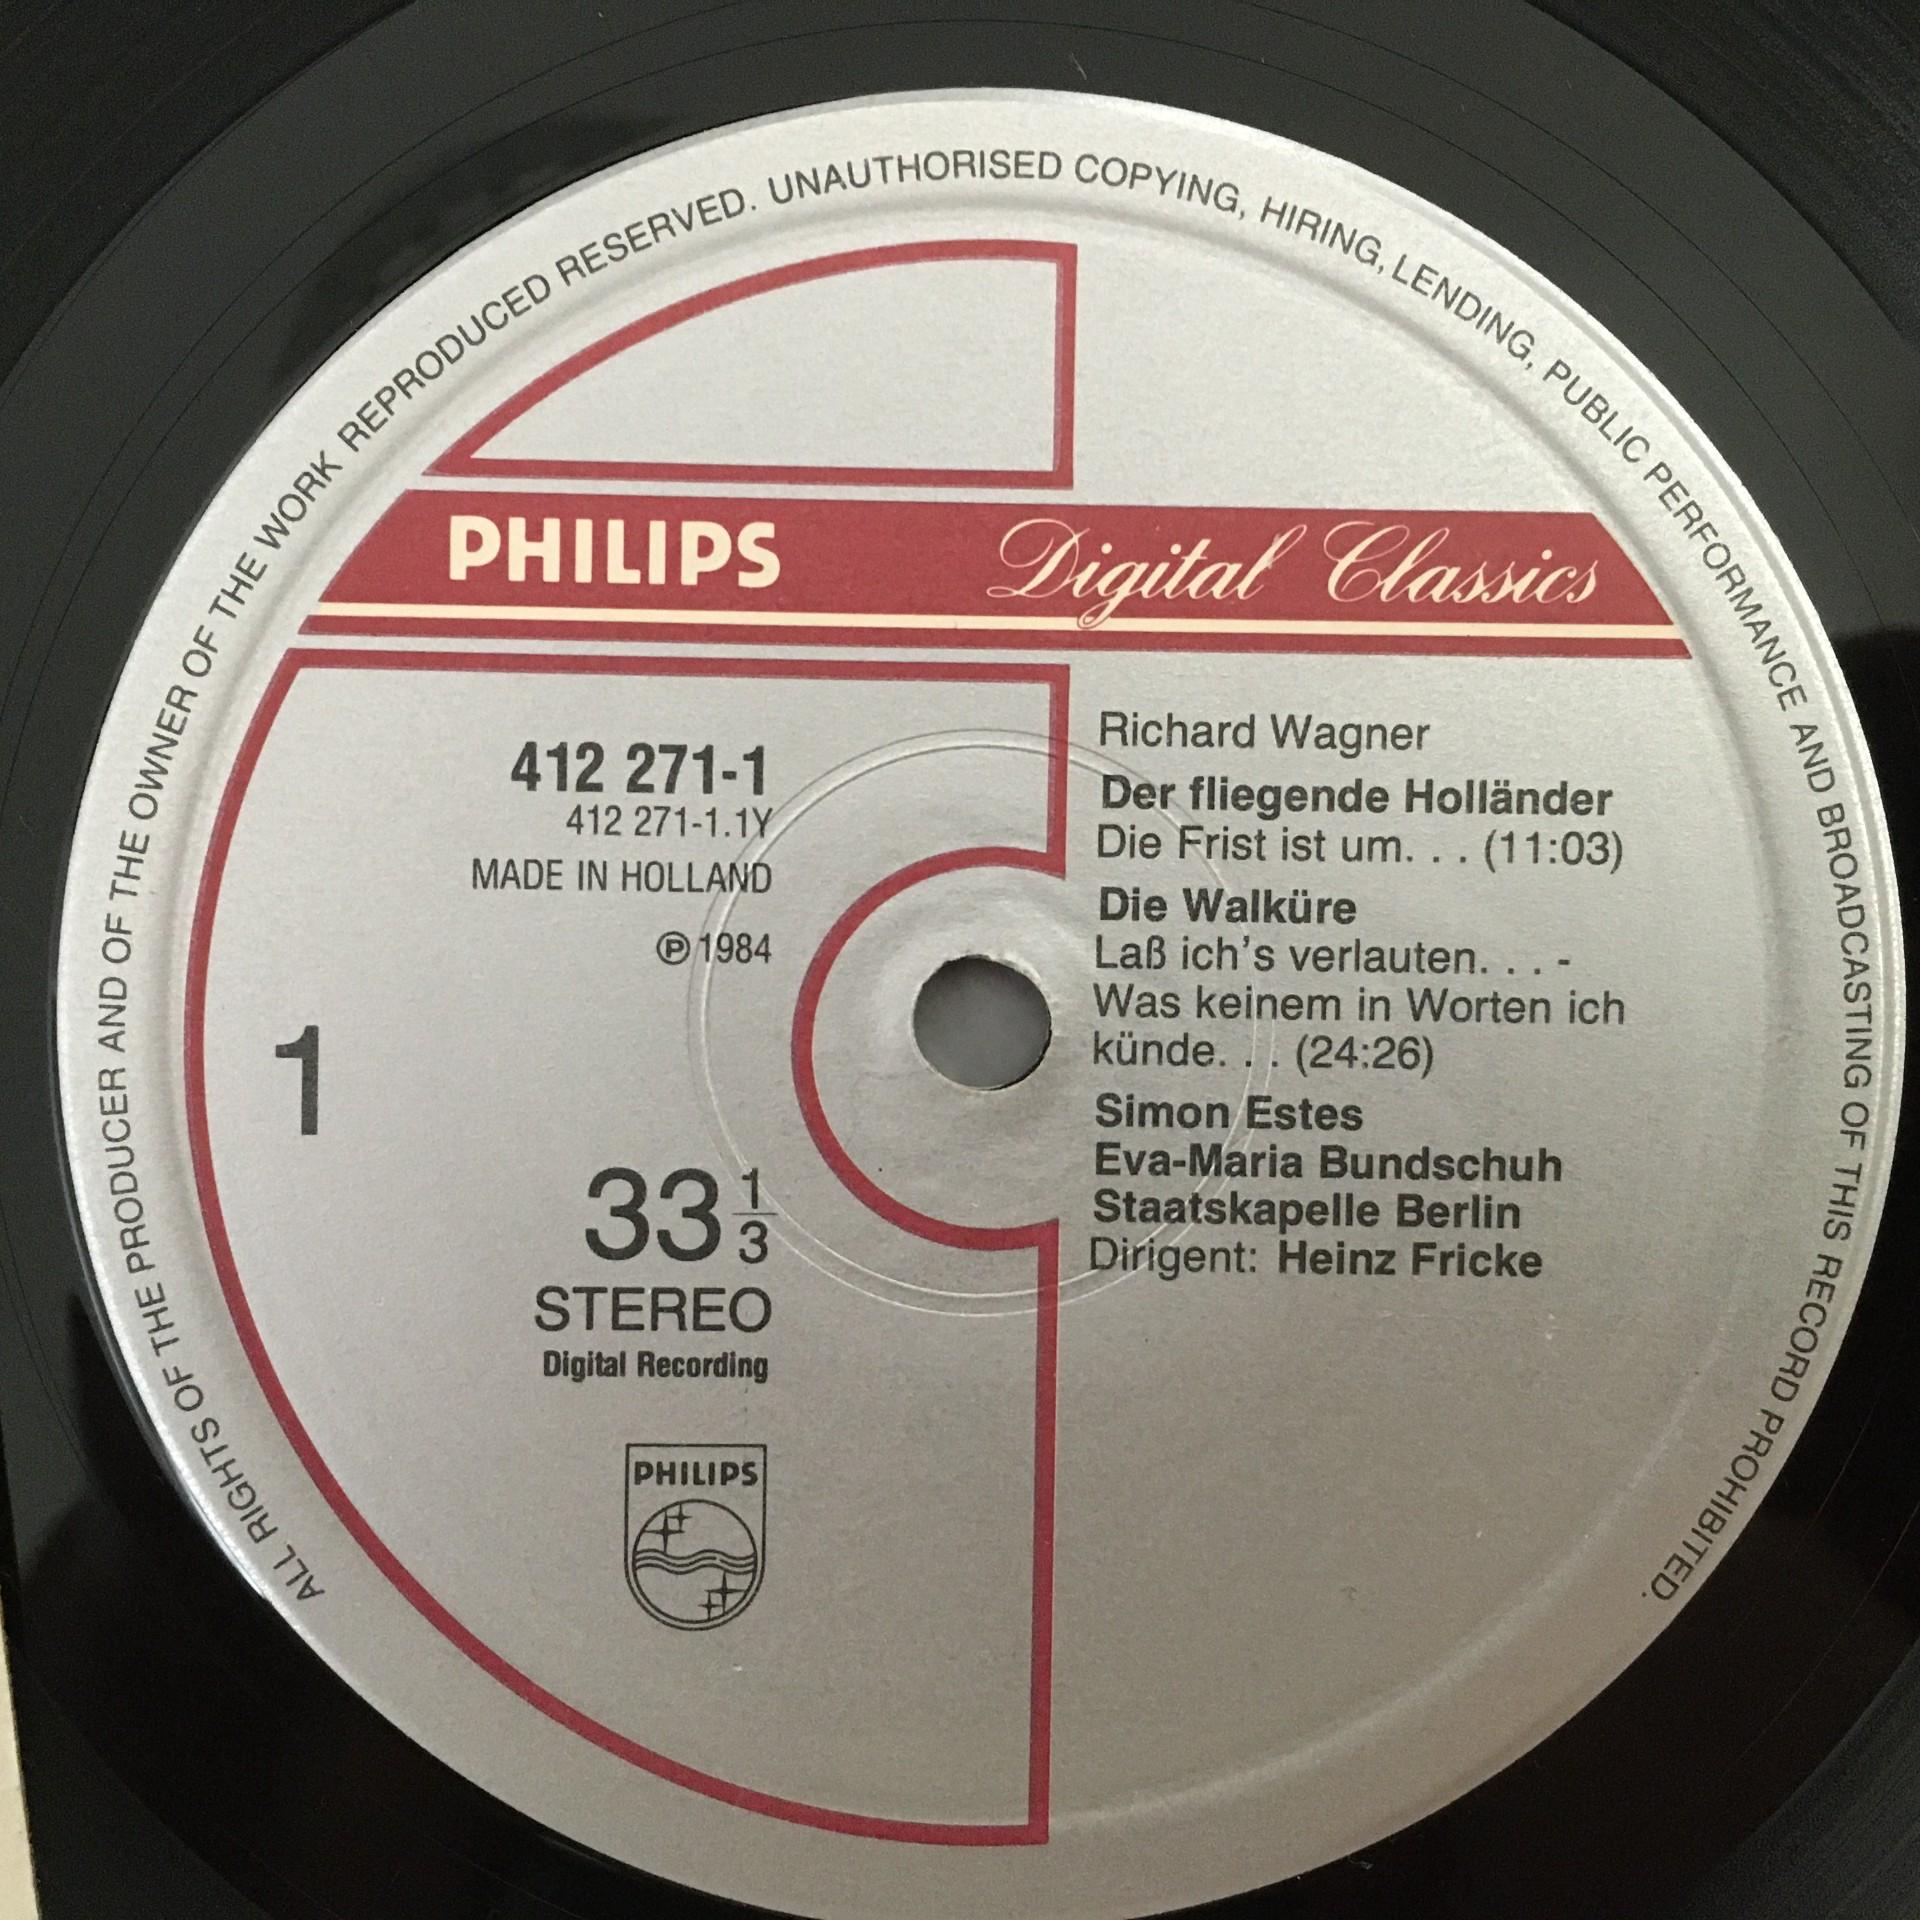 ALL RIGHTS OF THE PRODUCER AND OF THE OWNER OF THE WORK REPRODUCED RESERVED. UNAUTHORISED COPYING, HIRING, LENDING, PUBLIC PERFORMANCE AND BROADCASTING OF THIS RECORD PROHIBITED.
PHILIPS Digital Classics
412 271-1
412 271-1.1Y
MADE IN HOLLAND
℗ 1984
1
33 1/3
STEREO
Digital Recording
PHILIPS
Richard Wagner
Der fliegende Holländer
Die Frist ist um. . . (11:03)
Die Walküre
Laß ich's verlauten. . . -
Was keinem in Worten ich
künde. . . (24:26)
Simon Estes
Eva-Maria Bundschuh
Staatskapelle Berlin
Dirigent: Heinz Fricke